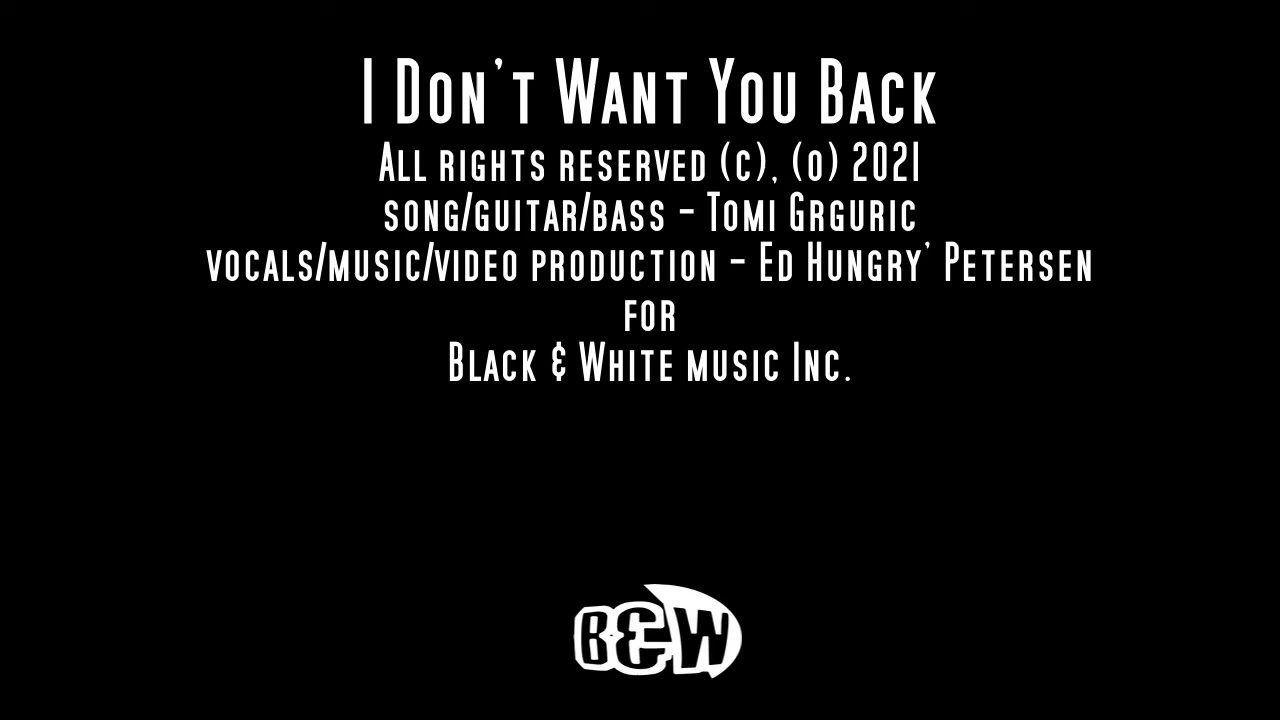 I Don't Want You Back
All rights reserved (c), (o) 2021
song/guitar/bass - Tomi Grguric
vocals/music/video production - Ed Hungry' Petersen
for
Black & White music Inc.
B&W